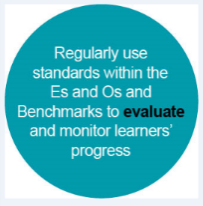 Regularly use
standards within the
Es and Os and
Benchmarks to evaluate
and monitor learners'
progress